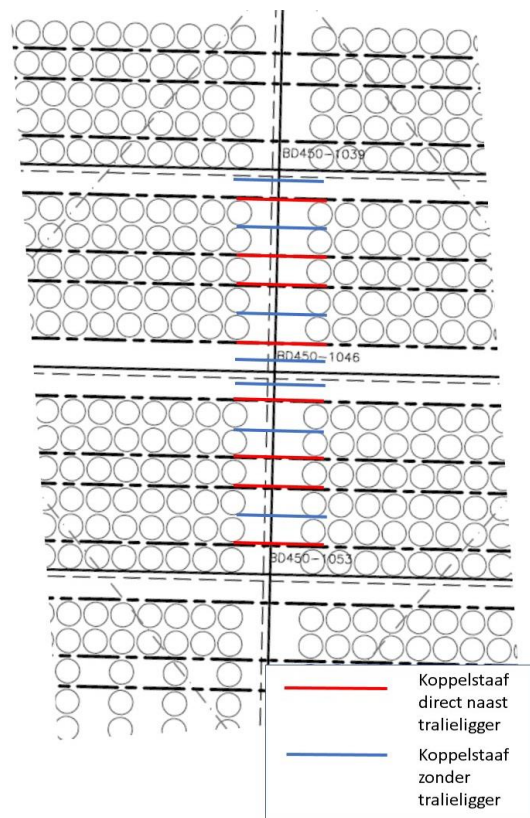 BD450-1039
BD450-1046
BD450-1053
Koppelstaaf
direct naast
tralieligger
Koppelstaaf
zonder
tralieligger